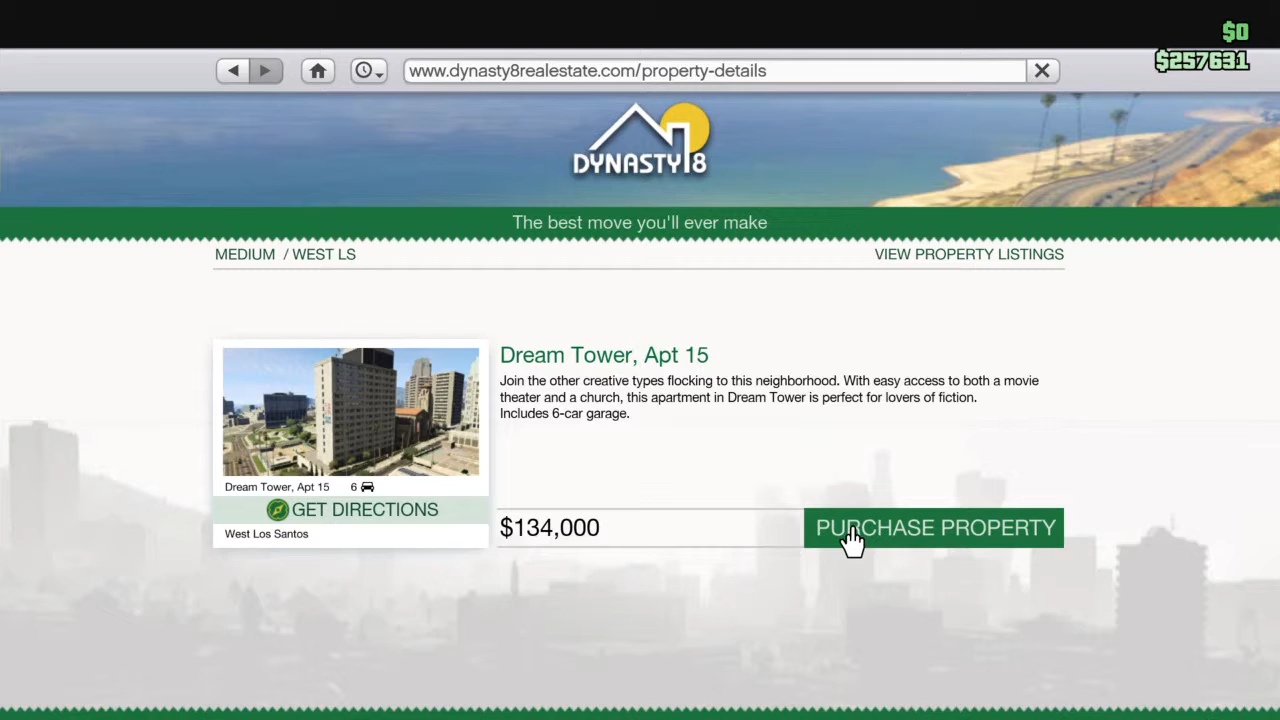 $0
$257631
www.dynasty8realestate.com/property-details
DYNASTY8
The best move you'll ever make
MEDIUM / WEST LS
VIEW PROPERTY LISTINGS
Dream Tower, Apt 15
Join the other creative types flocking to this neighborhood. With easy access to both a movie
theater and a church, this apartment in Dream Tower is perfect for lovers of fiction.
Includes 6-car garage.
Dream Tower, Apt 15 6
GET DIRECTIONS
West Los Santos
$134,000
PURCHASE PROPERTY